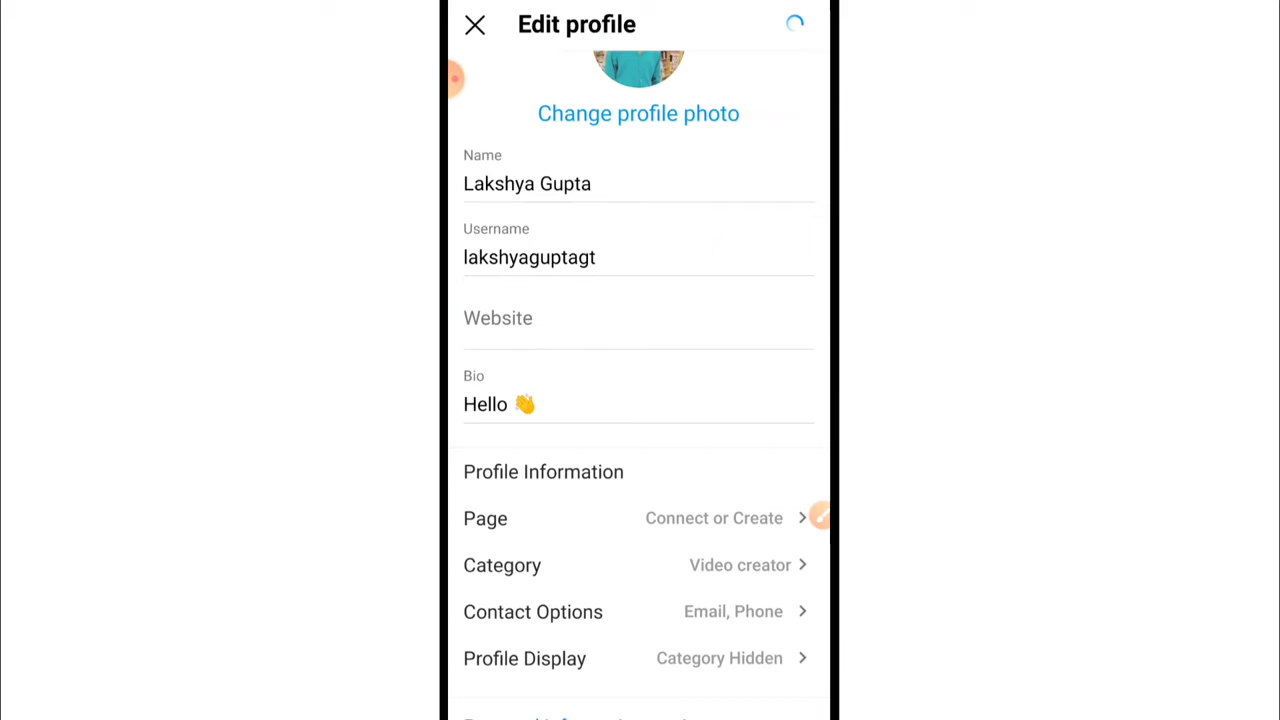 Edit profile
Change profile photo
Name
Lakshya Gupta
Username
lakshyaguptagt
Website
Bio
Hello 👋
Profile Information
Page Connect or Create
Category Video creator
Contact Options Email, Phone
Profile Display Category Hidden